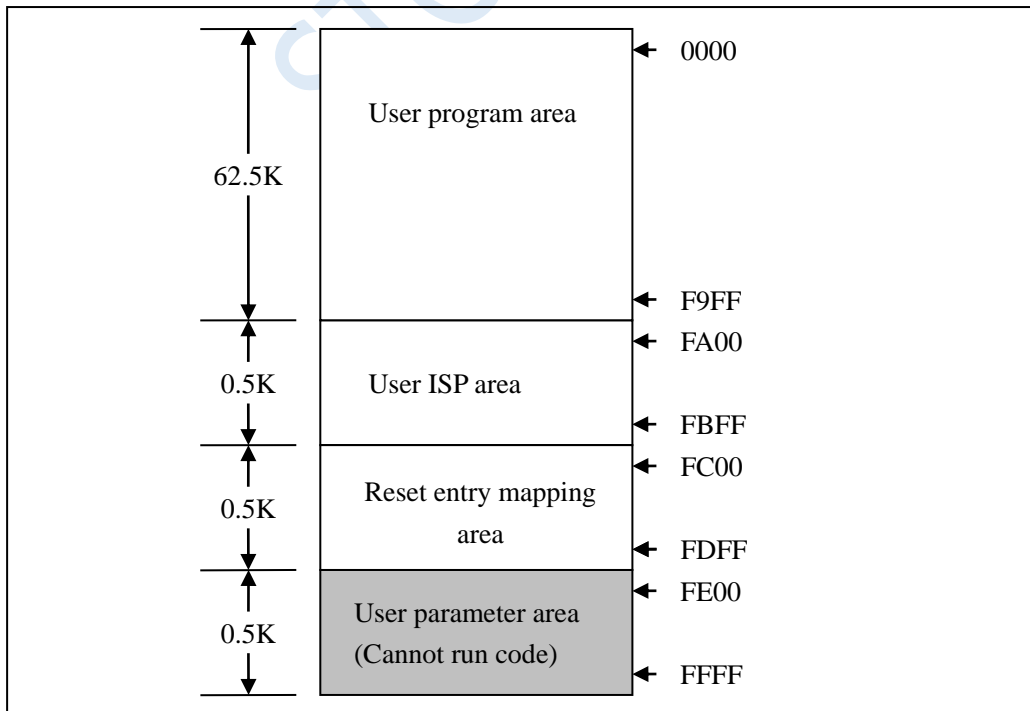 0000
User program area
62.5K
F9FF
FA00
User ISP area
0.5K
FBFF
FC00
Reset entry mapping
area
0.5K
FDFF
FE00
User parameter area
(Cannot run code)
0.5K
FFFF